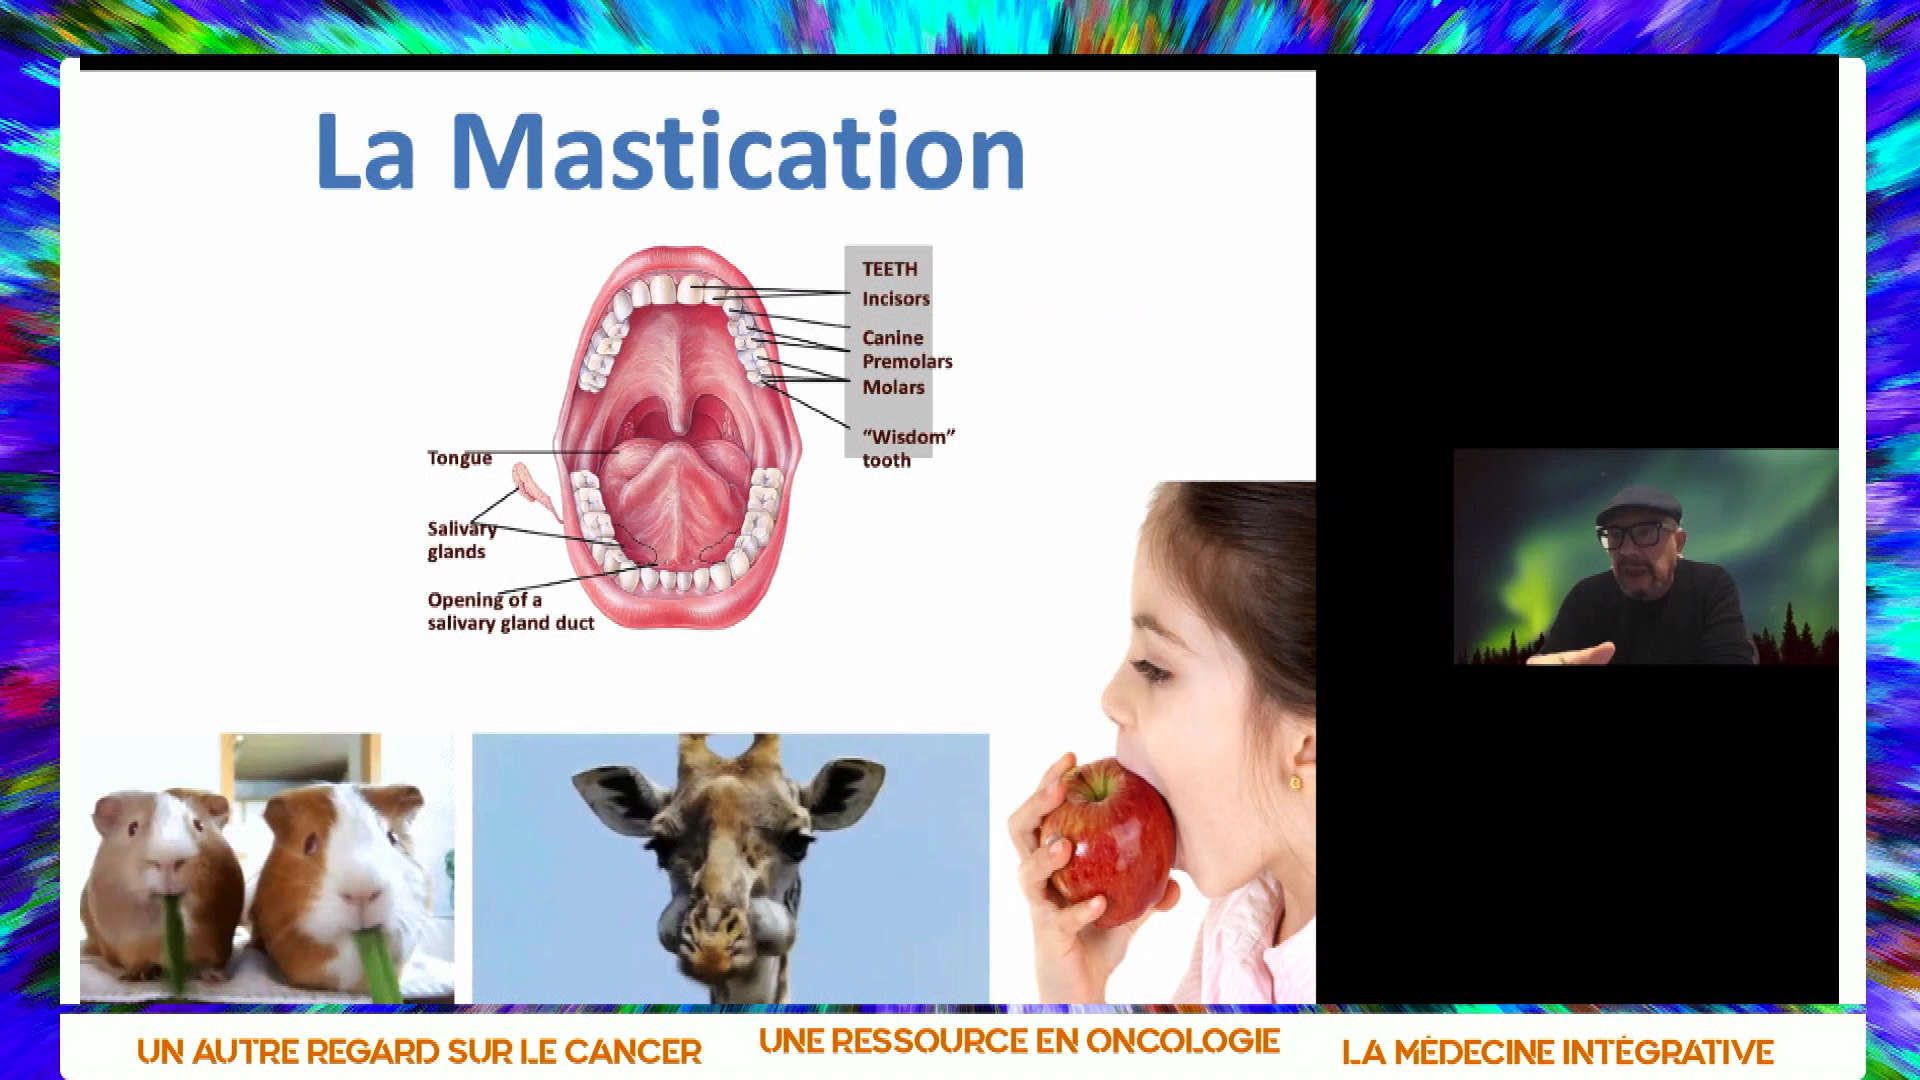 La Mastication
TEETH
Incisors
Canine
Premolars
Molars
“Wisdom”
tooth
Tongue
Salivary
glands
Opening of a
salivary gland duct
UN AUTRE REGARD SUR LE CANCER
UNE RESSOURCE EN ONCOLOGIE
LA MÉDECINE INTÉGRATIVE